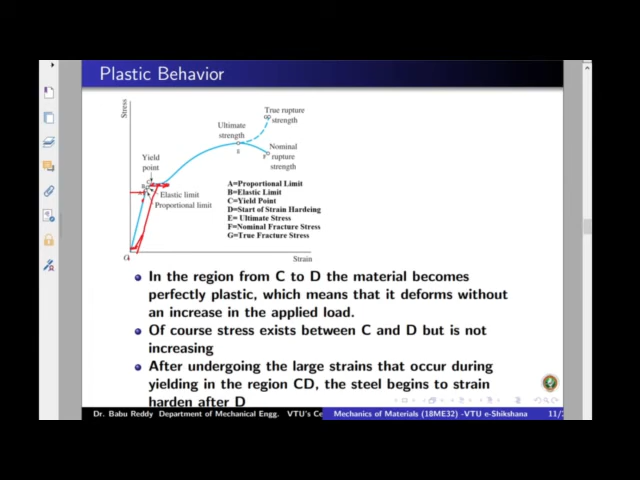 Plastic Behavior
Stress
True rupture
strength
Ultimate
strength
E
F
Nominal
rupture
strength
Yield
point
A=Proportional Limit
B=Elastic Limit
C=Yield Point
D=Start of Strain Hardeing
E= Ultimate Stress
F=Nominal Fracture Stress
G=True Fracture Stress
Elastic limit
Proportional limit
Strain
In the region from C to D the material becomes
perfectly plastic, which means that it deforms without
an increase in the applied load.
Of course stress exists between C and D but is not
increasing
After undergoing the large strains that occur during
yielding in the region CD, the steel begins to strain
harden after D
Dr. Babu Reddy Department of Mechanical Engg. VTU's Ce
Mechanics of Materials (18ME32) -VTU e-Shikshana
11/